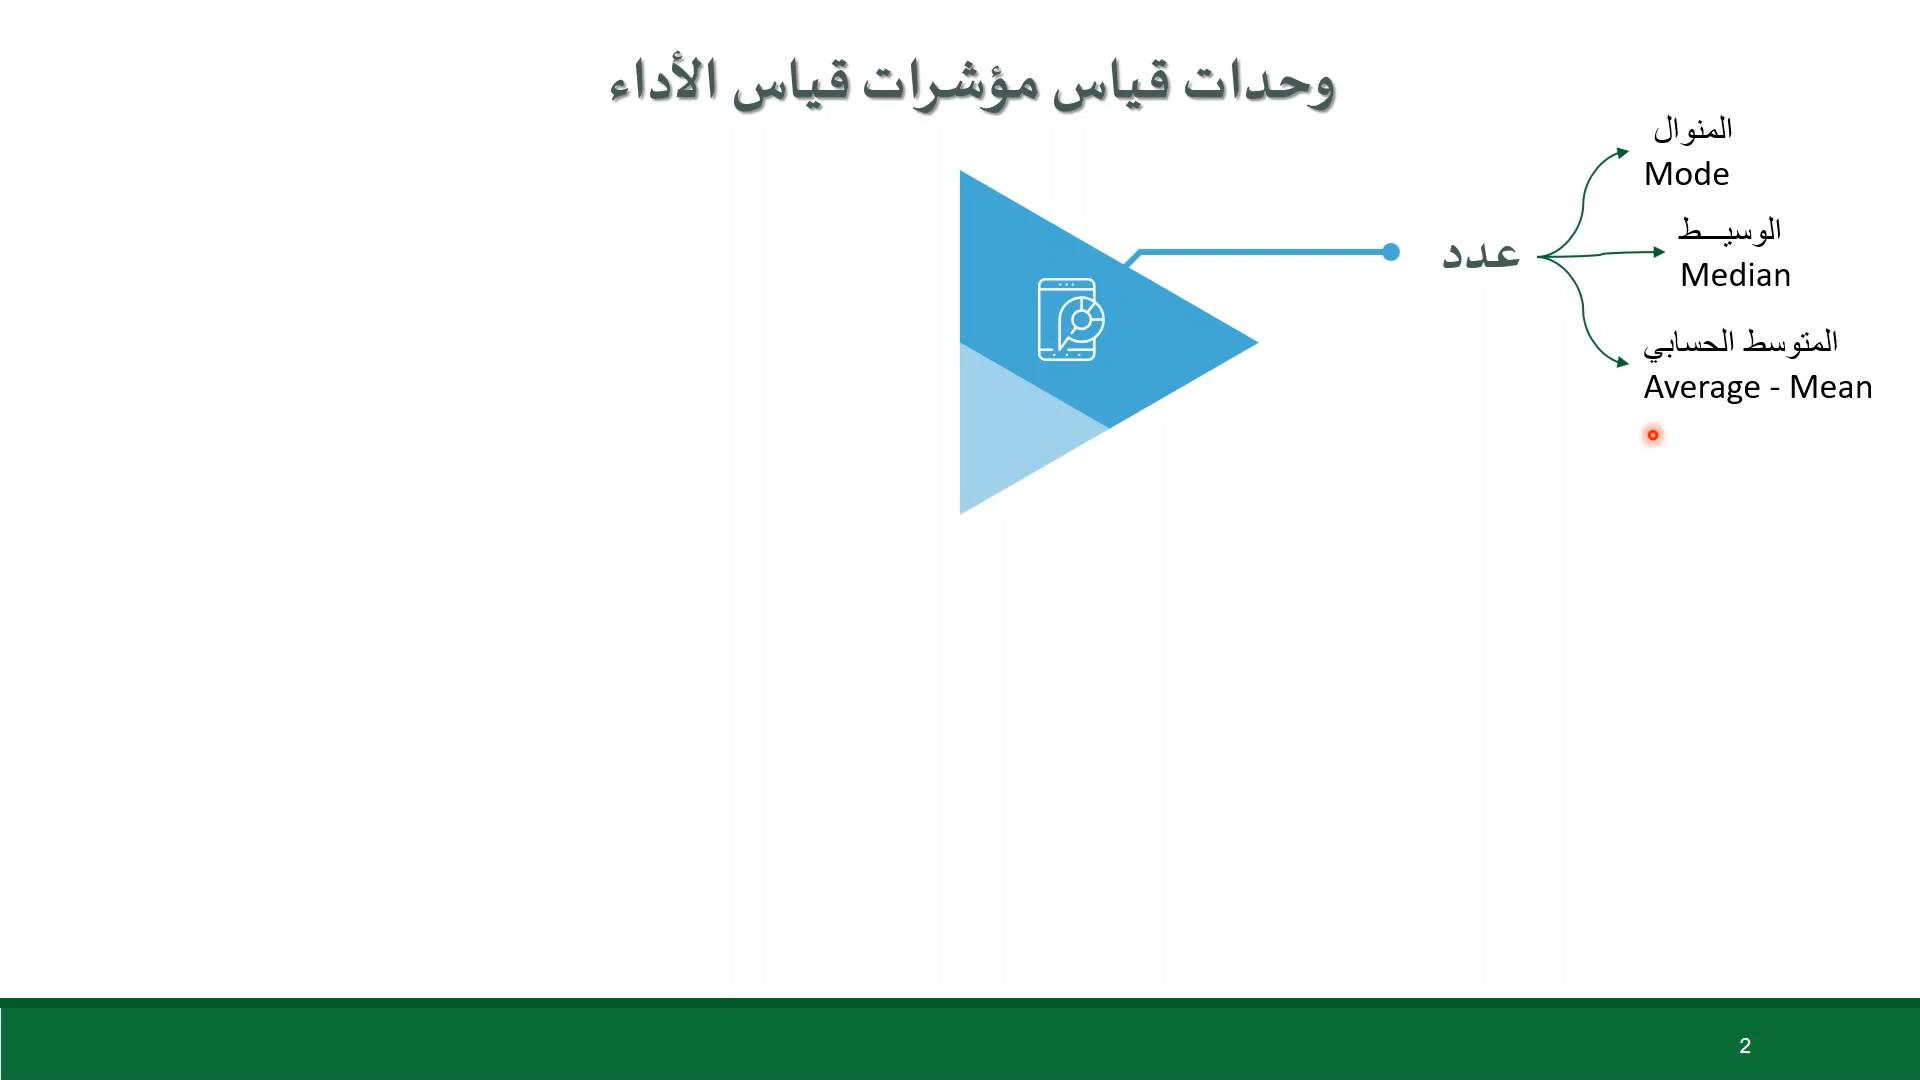 وحدات قياس مؤشرات قياس الأداء
المنوال
Mode
عدد
الوسيـــط
Median
المتوسط الحسابي
Average - Mean
2